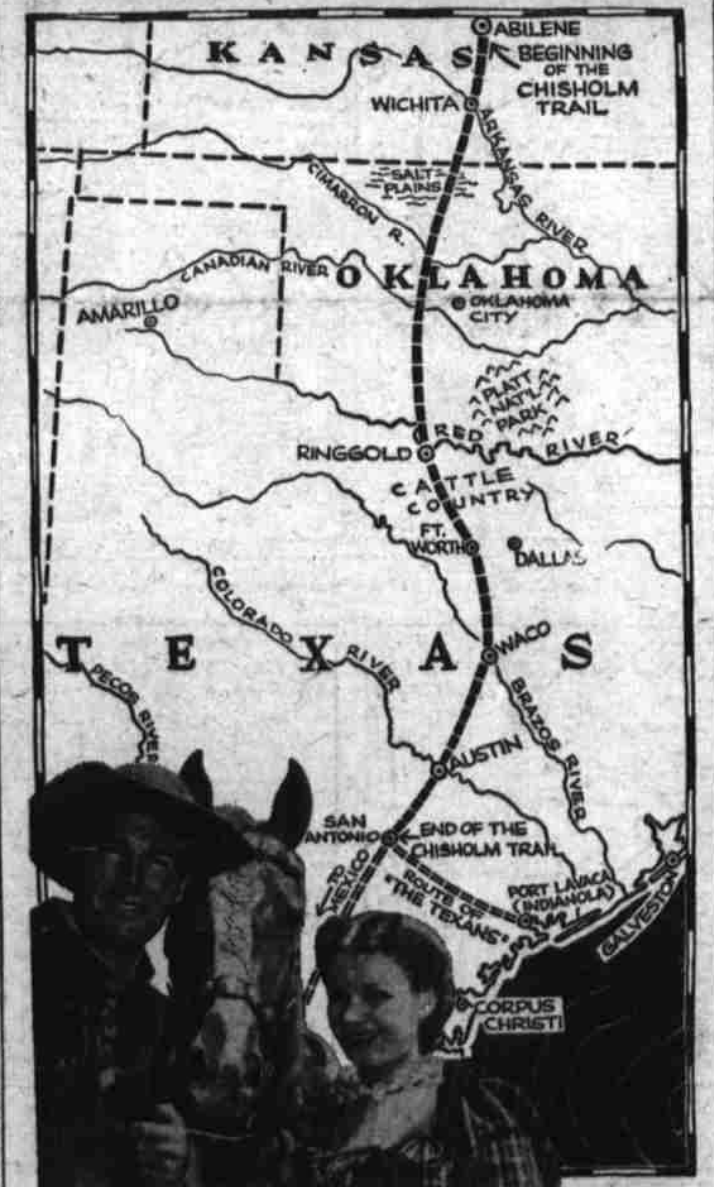 ABILENE
BEGINNING
OF THE
CHISHOLM
TRAIL
KANSAS
WICHITA
ARKANSAS RIVER
SALT
PLAINS
CIMARRON R.
CANADIAN RIVER
OKLAHOMA
OKLAHOMA
CITY
AMARILLO
PLATT
NAT'L
PARK
RED RIVER
RINGGOLD
CATTLE
COUNTRY
FT.
WORTH
DALLAS
COLORADO RIVER
TEXAS
WACO
PECOS RIVER
BRAZOS RIVER
AUSTIN
SAN
ANTONIO
END OF THE
CHISHOLM TRAIL
TO
MEXICO
ROUTE OF
"THE TEXANS"
PORT LAVACA
(INDIANOLA)
GALVESTON
CORPUS
CHRISTI